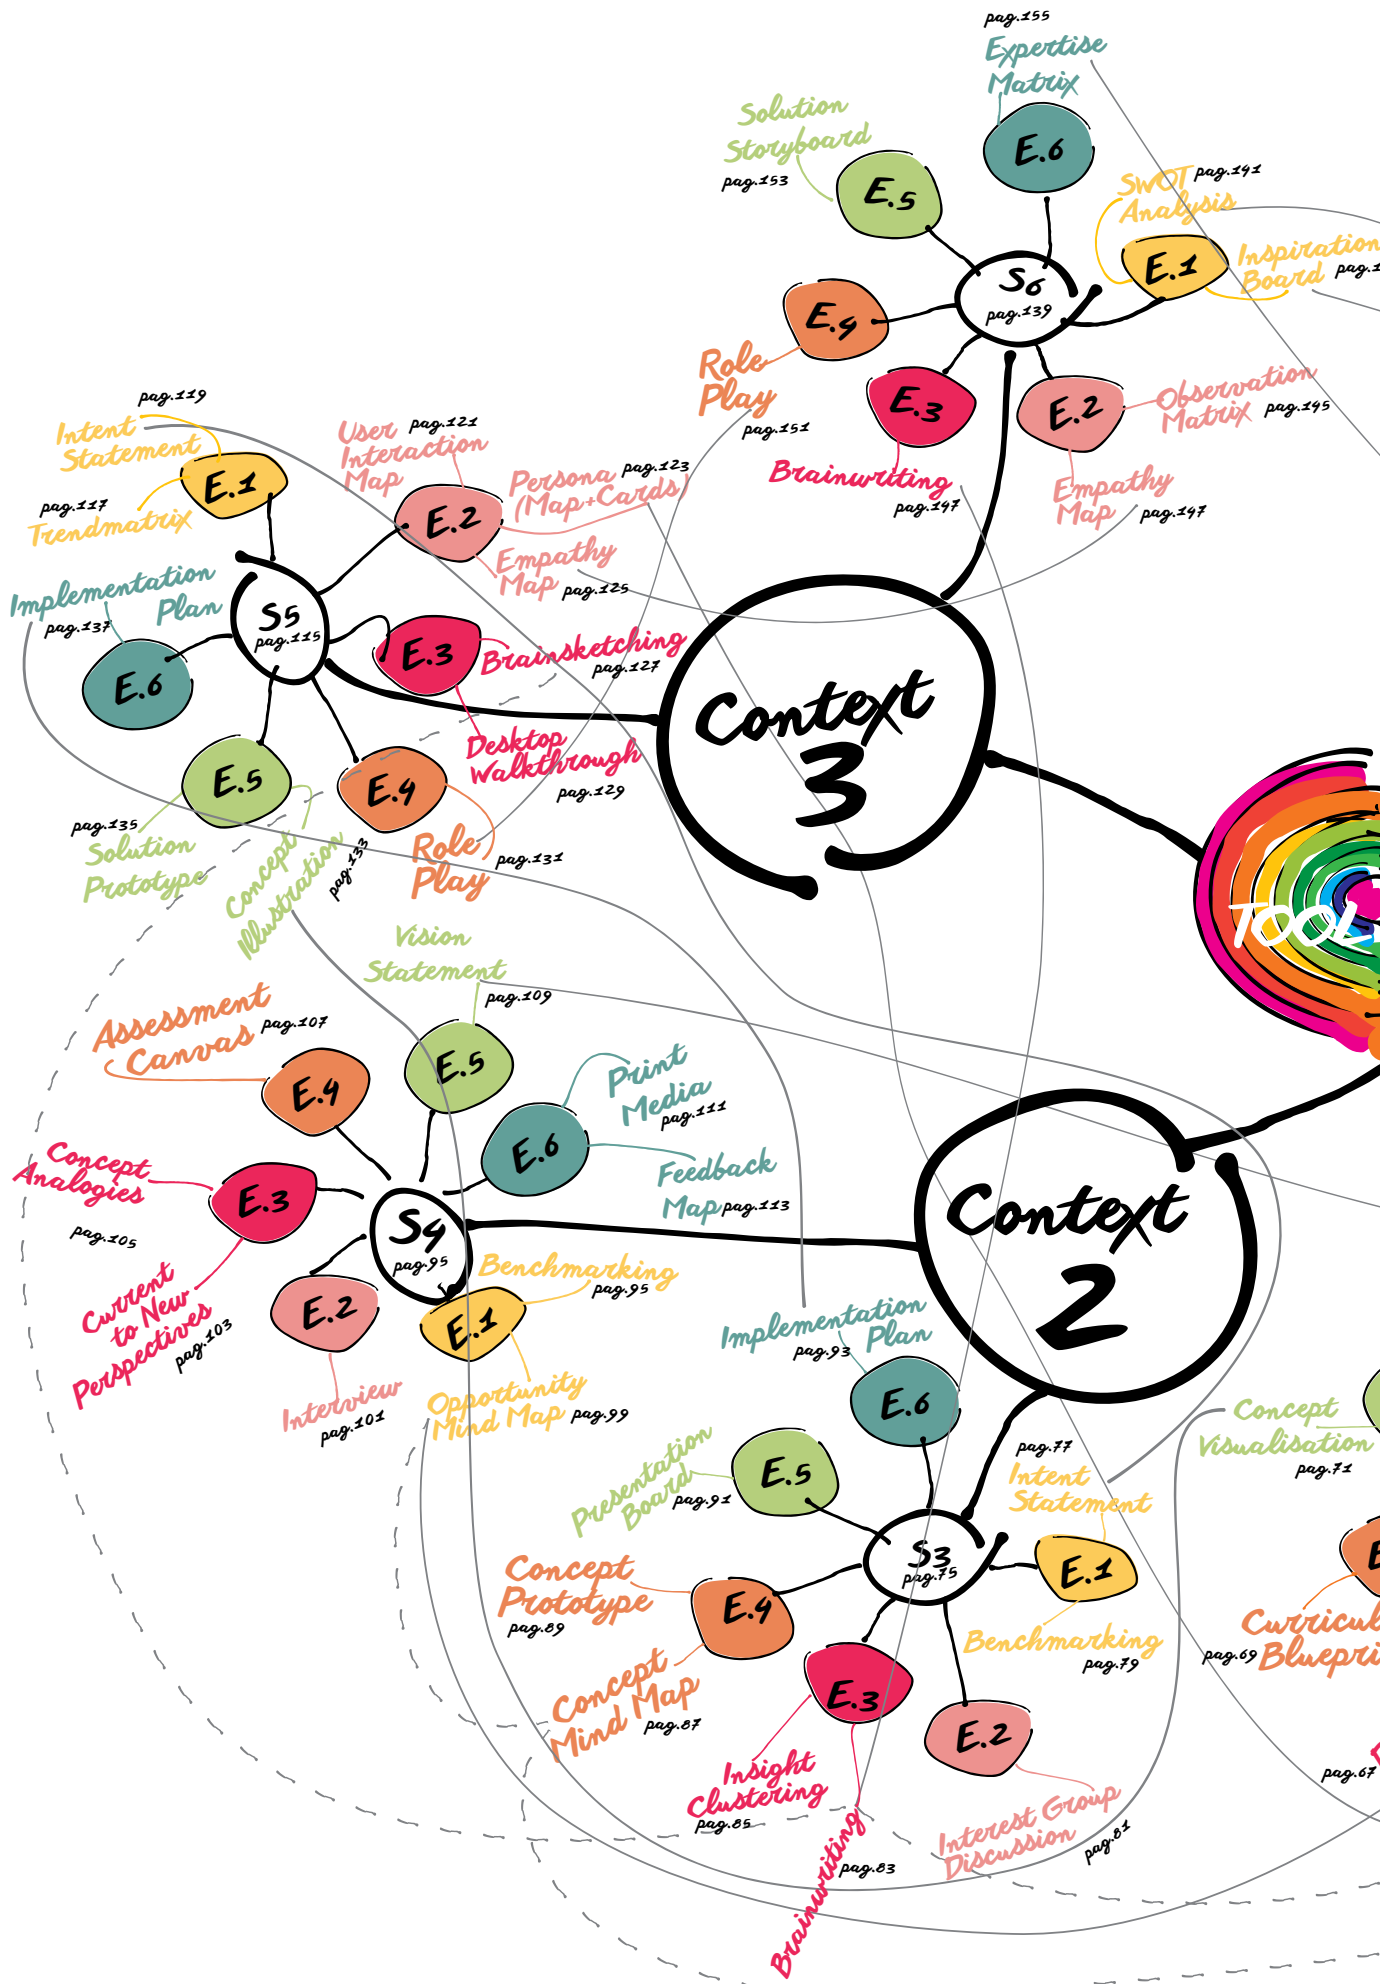 pag.155
Expertise
Matrix
E.6
Solution
Storyboard
pag.153
E.5
SWOT pag.141
Analysis
E.1
Inspiration
Board
S6
pag.139
E.4
Role
Play
pag.151
E.3
Brainwriting
pag.147
E.2
Observation
Matrix pag.145
Empathy
Map pag.147
pag.119
Intent
Statement
E.1
pag.117
Trendmatrix
User pag.121
Interaction
Map
Persona pag.123
(Map+Cards)
E.2
Empathy
Map pag.125
Implementation
Plan
pag.137
S5
pag.115
E.6
E.3
Brainsketching
pag.127
Desktop
Walkthrough
pag.129
E.5
E.4
pag.135
Solution
Prototype
Concept
Illustration
pag.133
Role
Play
pag.131
Context
3
TOOL
Vision
Statement
pag.109
Assessment
Canvas pag.107
E.4
E.5
Print
Media
pag.111
E.6
Feedback
Map pag.113
Concept
Analogies
pag.105
E.3
S4
pag.95
Current
to New
Perspectives
pag.103
E.2
Interview
pag.101
E.1
Benchmarking
pag.95
Opportunity
Mind Map pag.99
Context
2
Implementation
Plan
pag.93
E.6
Presentation
Board
pag.91
E.5
pag.77
Intent
Statement
S3
pag.75
E.1
Benchmarking
pag.79
Concept
Prototype
pag.89
E.4
Concept
Mind Map
pag.87
E.3
Insight
Clustering
pag.85
Brainwriting
pag.83
E.2
Interest Group
Discussion
pag.81
Concept
Visualisation
pag.71
pag.69
pag.67